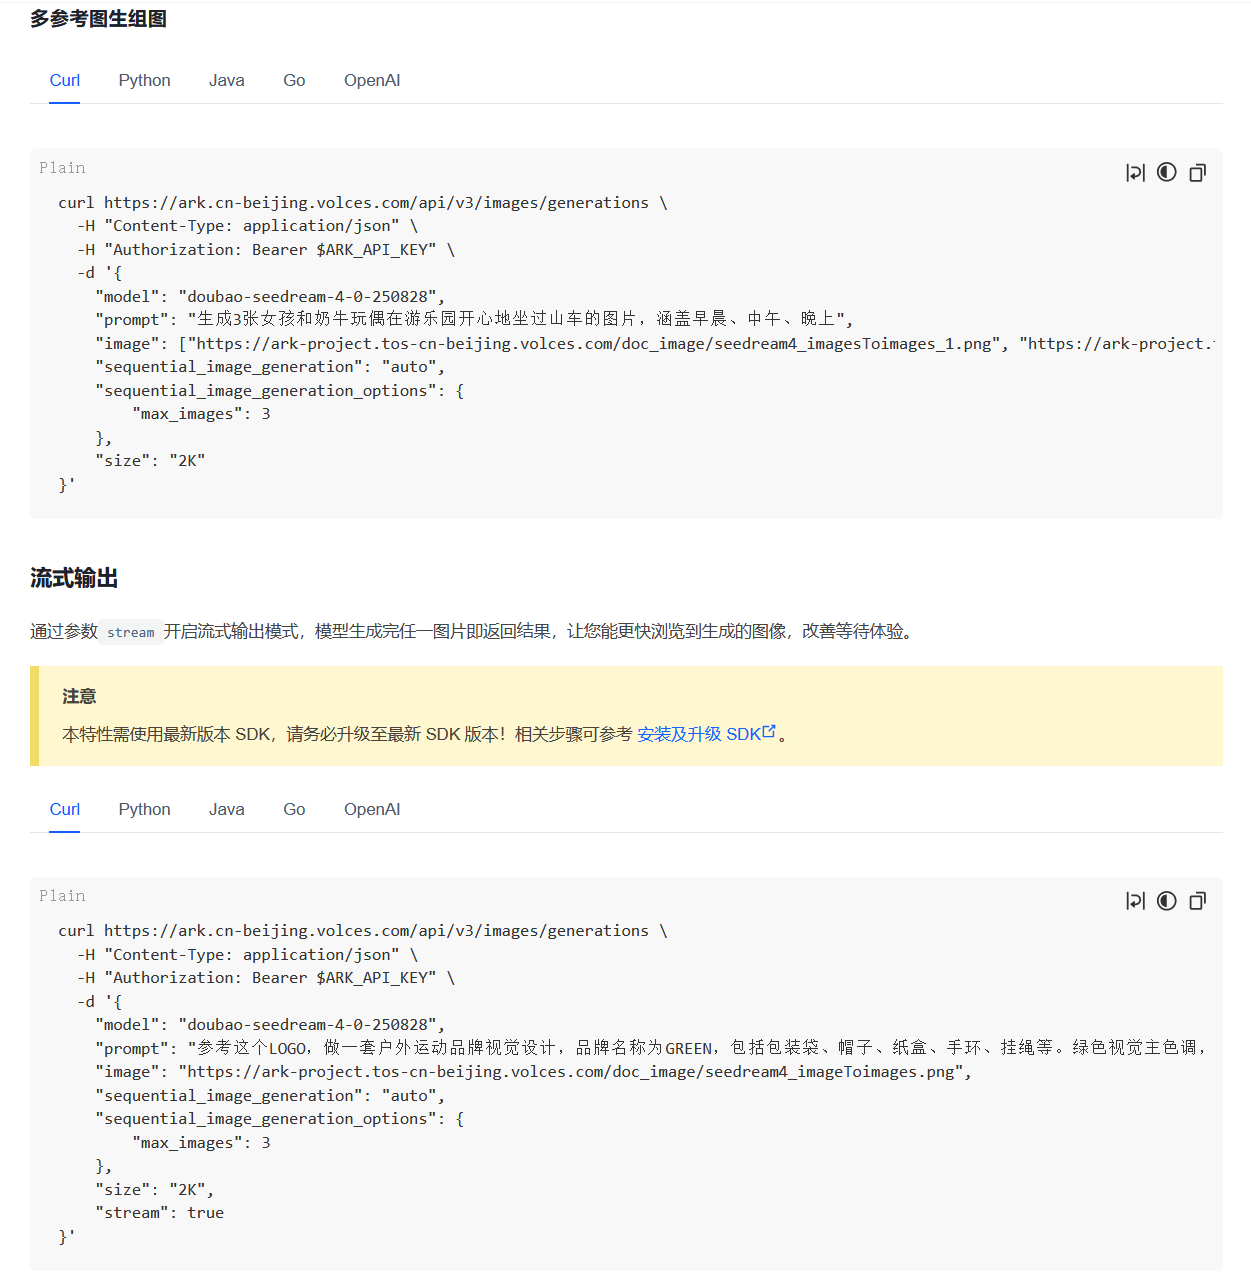 多参考图生组图
Curl Python Java Go OpenAI
Plain
curl https://ark.cn-beijing.volces.com/api/v3/images/generations \
-H "Content-Type: application/json" \
-H "Authorization: Bearer $ARK_API_KEY" \
-d '{
"model": "doubao-seedream-4-0-250828",
"prompt": "生成3张女孩和奶牛玩偶在游乐园开心地坐过山车的图片，涵盖早晨、中午、晚上",
"image": ["https://ark-project.tos-cn-beijing.volces.com/doc_image/seedream4_imagesToimages_1.png", "https://ark-project.
"sequential_image_generation": "auto",
"sequential_image_generation_options": {
"max_images": 3
},
"size": "2K"
}'
流式输出
通过参数 stream 开启流式输出模式，模型生成完任一图片即返回结果，让您能更快浏览到生成的图像，改善等待体验。
注意
本特性需使用最新版本 SDK，请务必升级至最新 SDK 版本！相关步骤可参考 安装及升级 SDK。
Curl Python Java Go OpenAI
Plain
curl https://ark.cn-beijing.volces.com/api/v3/images/generations \
-H "Content-Type: application/json" \
-H "Authorization: Bearer $ARK_API_KEY" \
-d '{
"model": "doubao-seedream-4-0-250828",
"prompt": "参考这个LOGO，做一套户外运动品牌视觉设计，品牌名称为GREEN，包括包装袋、帽子、纸盒、手环、挂绳等。绿色视觉主色调，
"image": "https://ark-project.tos-cn-beijing.volces.com/doc_image/seedream4_imageToimages.png",
"sequential_image_generation": "auto",
"sequential_image_generation_options": {
"max_images": 3
},
"size": "2K",
"stream": true
}'